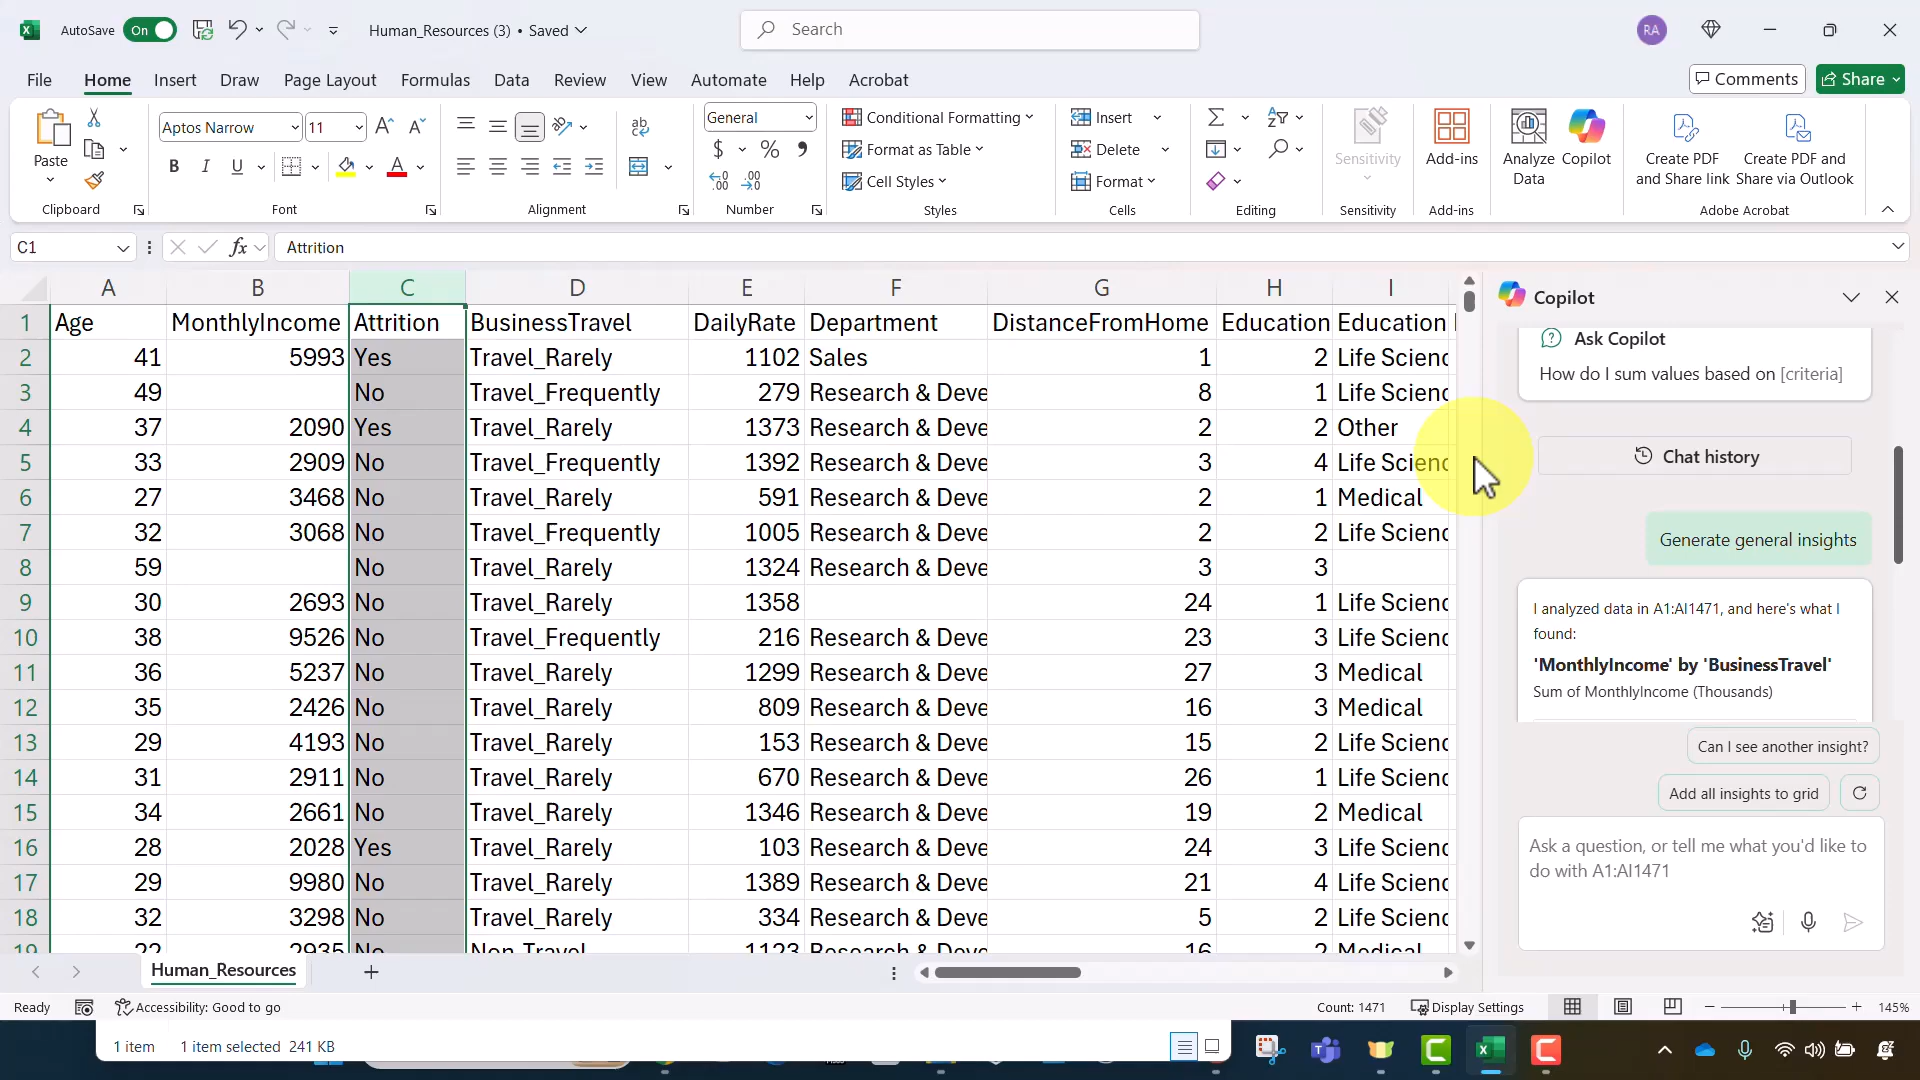 AutoSave On Human_Resources (3) • Saved Search RA
File Home Insert Draw Page Layout Formulas Data Review View Automate Help Acrobat Comments Share
Paste Aptos Narrow 11 General Conditional Formatting Insert
B I U $ % Format as Table Delete Sensitivity Add-ins Analyze Data Copilot Create PDF and Share link Create PDF and Share via Outlook
Cell Styles Format
Clipboard Font Alignment Number Styles Cells Editing Sensitivity Add-ins Adobe Acrobat
C1 fx Attrition
A B C D E F G H I
1 Age MonthlyIncome Attrition BusinessTravel DailyRate Department DistanceFromHome Education Education
2 41 5993 Yes Travel_Rarely 1102 Sales 1 2 Life Scienc
3 49 No Travel_Frequently 279 Research & Deve 8 1 Life Scienc
4 37 2090 Yes Travel_Rarely 1373 Research & Deve 2 2 Other
5 33 2909 No Travel_Frequently 1392 Research & Deve 3 4 Life Scienc
6 27 3468 No Travel_Rarely 591 Research & Deve 2 1 Medical
7 32 3068 No Travel_Frequently 1005 Research & Deve 2 2 Life Scienc
8 59 No Travel_Rarely 1324 Research & Deve 3 3
9 30 2693 No Travel_Rarely 1358 24 1 Life Scienc
10 38 9526 No Travel_Frequently 216 Research & Deve 23 3 Life Scienc
11 36 5237 No Travel_Rarely 1299 Research & Deve 27 3 Medical
12 35 2426 No Travel_Rarely 809 Research & Deve 16 3 Medical
13 29 4193 No Travel_Rarely 153 Research & Deve 15 2 Life Scienc
14 31 2911 No Travel_Rarely 670 Research & Deve 26 1 Life Scienc
15 34 2661 No Travel_Rarely 1346 Research & Deve 19 2 Medical
16 28 2028 Yes Travel_Rarely 103 Research & Deve 24 3 Life Scienc
17 29 9980 No Travel_Rarely 1389 Research & Deve 21 4 Life Scienc
18 32 3298 No Travel_Rarely 334 Research & Deve 5 2 Life Scienc
19 22 2935 No Non-Travel 1123 Research & Deve 16 2 Medical
Copilot
Ask Copilot
How do I sum values based on [criteria]
Chat history
Generate general insights
I analyzed data in A1:AI1471, and here's what I
found:
'MonthlyIncome' by 'BusinessTravel'
Sum of MonthlyIncome (Thousands)
Can I see another insight?
Add all insights to grid
Ask a question, or tell me what you'd like to
do with A1:AI1471
Human_Resources
Ready Accessibility: Good to go Count: 1471 Display Settings 145%
1 item 1 item selected 241 KB